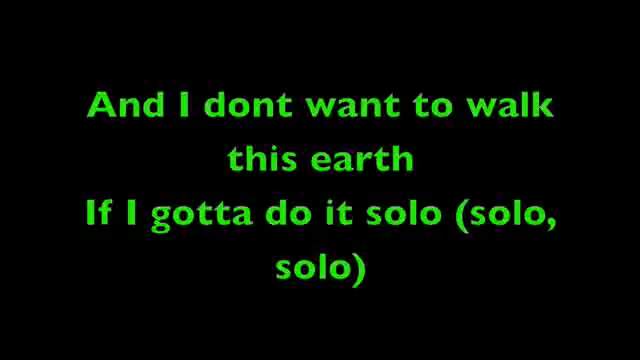 And I dont want to walk
this earth
If I gotta do it solo (solo,
solo)